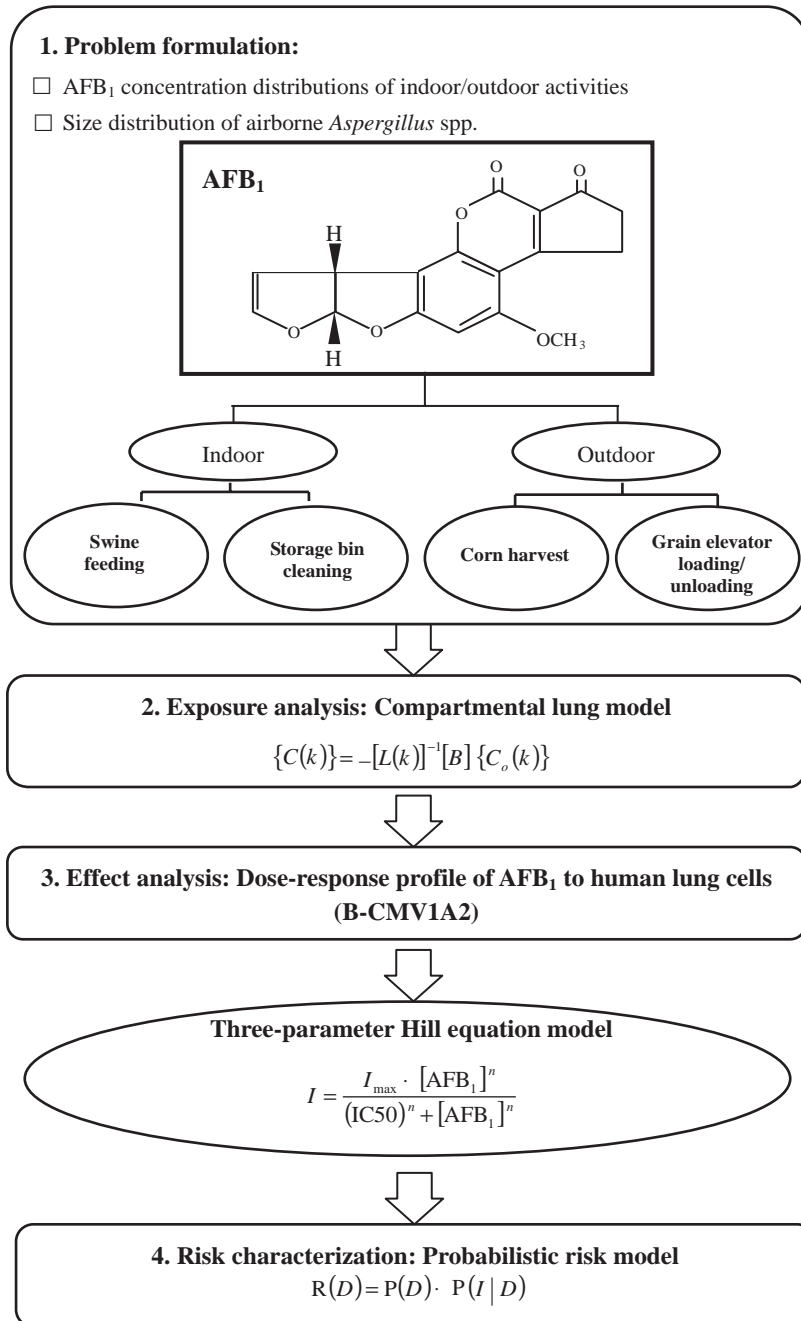 1. Problem formulation:
□ AFB₁ concentration distributions of indoor/outdoor activities
□ Size distribution of airborne Aspergillus spp.
AFB₁
O
O
O
H
O
O
OCH₃
H
Indoor
Outdoor
Swine
feeding
Storage bin
cleaning
Corn harvest
Grain elevator
loading/
unloading
2. Exposure analysis: Compartmental lung model
{C(k)} = –[L(k)]⁻¹[B] {Cₒ(k)}
3. Effect analysis: Dose-response profile of AFB₁ to human lung cells
(B-CMV1A2)
Three-parameter Hill equation model
I = I_max · [AFB₁]ⁿ / (IC50)ⁿ + [AFB₁]ⁿ
4. Risk characterization: Probabilistic risk model
R(D) = P(D) · P(I | D)